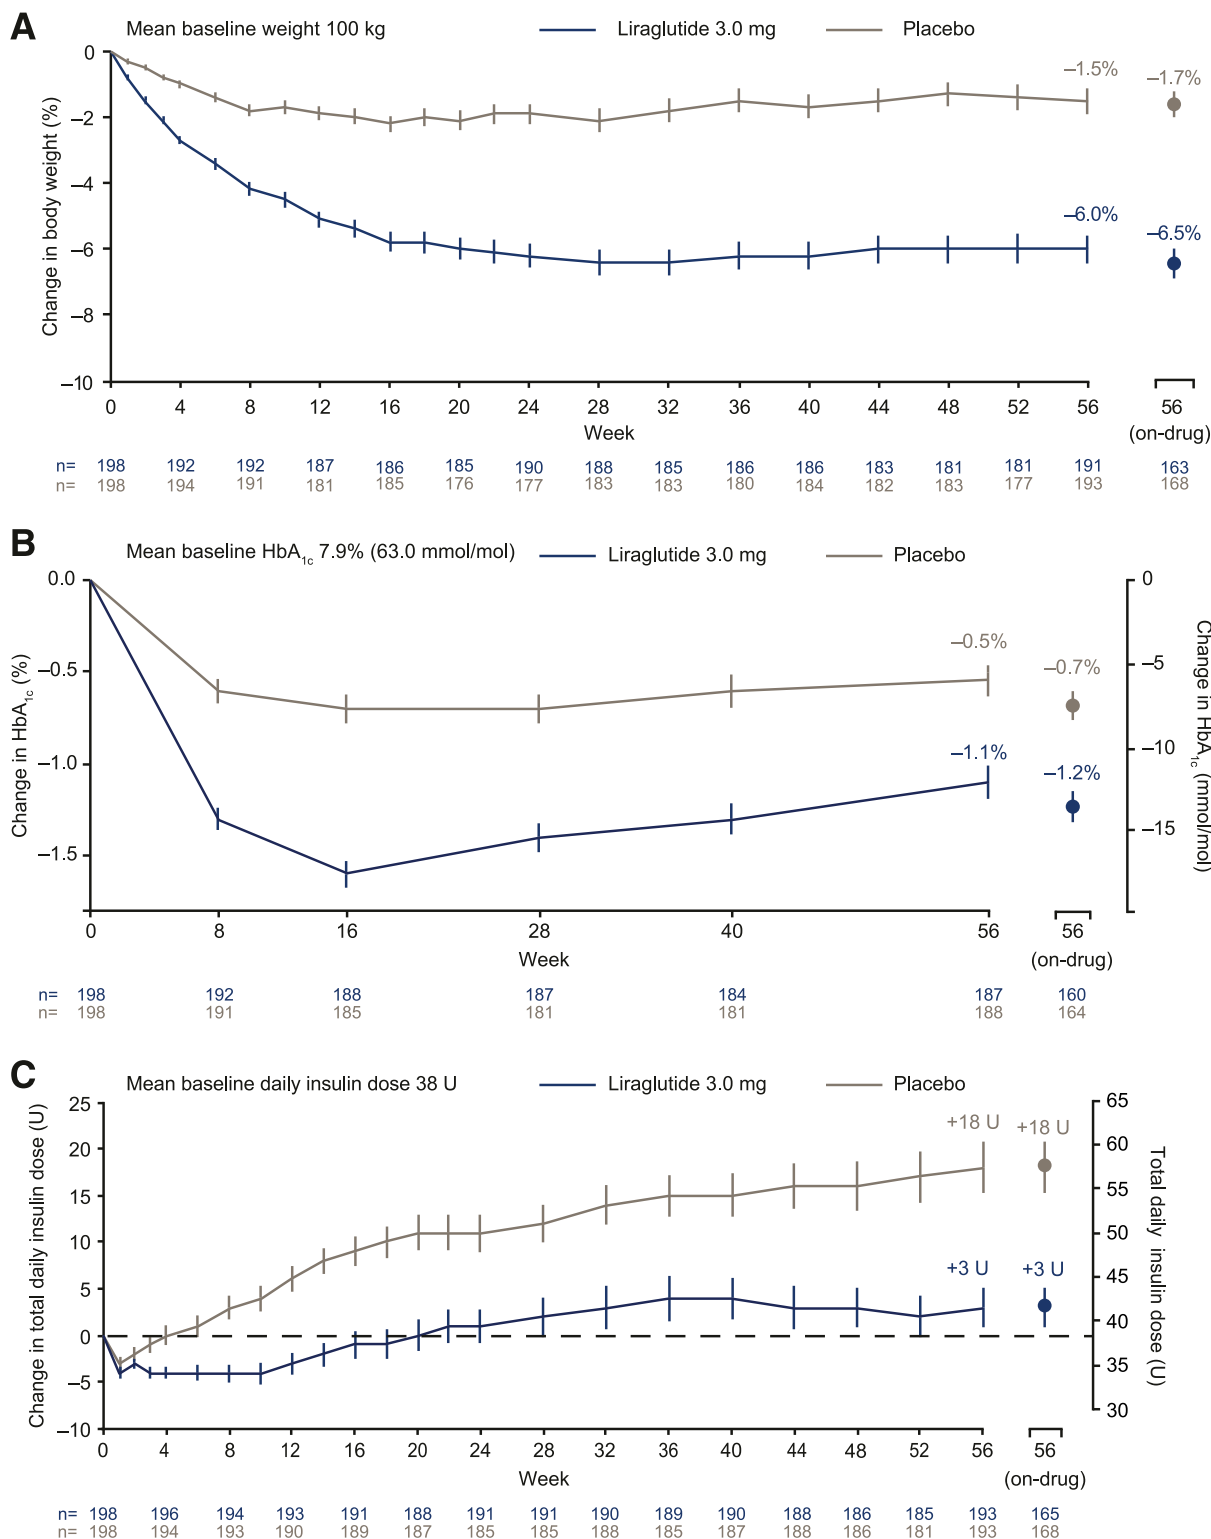 A
Mean baseline weight 100 kg
Liraglutide 3.0 mg
Placebo
Change in body weight (%)
0
–2
–4
–6
–8
–10
–1.5%
–1.7%
–6.0%
–6.5%
0 4 8 12 16 20 24 28 32 36 40 44 48 52 56 56
Week
(on-drug)
n= 198 192 192 187 186 185 190 188 185 186 186 183 181 181 191 163
n= 198 194 191 181 185 176 177 183 183 180 184 182 183 177 193 168
B
Mean baseline HbA1c 7.9% (63.0 mmol/mol)
Liraglutide 3.0 mg
Placebo
Change in HbA1c (%)
0.0
–0.5
–1.0
–1.5
–0.5%
–0.7%
–1.1%
–1.2%
0
–5
–10
–15
Change in HbA1c (mmol/mol)
0 8 16 28 40 56 56
Week
(on-drug)
n= 198 192 188 187 184 187 160
n= 198 191 185 181 181 188 164
C
Mean baseline daily insulin dose 38 U
Liraglutide 3.0 mg
Placebo
Change in total daily insulin dose (U)
25
20
15
10
5
0
–5
–10
+18 U
+18 U
+3 U
+3 U
65
60
55
50
45
40
35
30
Total daily insulin dose (U)
0 4 8 12 16 20 24 28 32 36 40 44 48 52 56 56
Week
(on-drug)
n= 198 196 194 193 191 188 191 191 190 189 190 188 186 185 193 165
n= 198 194 193 190 189 187 185 185 188 185 187 188 186 181 193 168